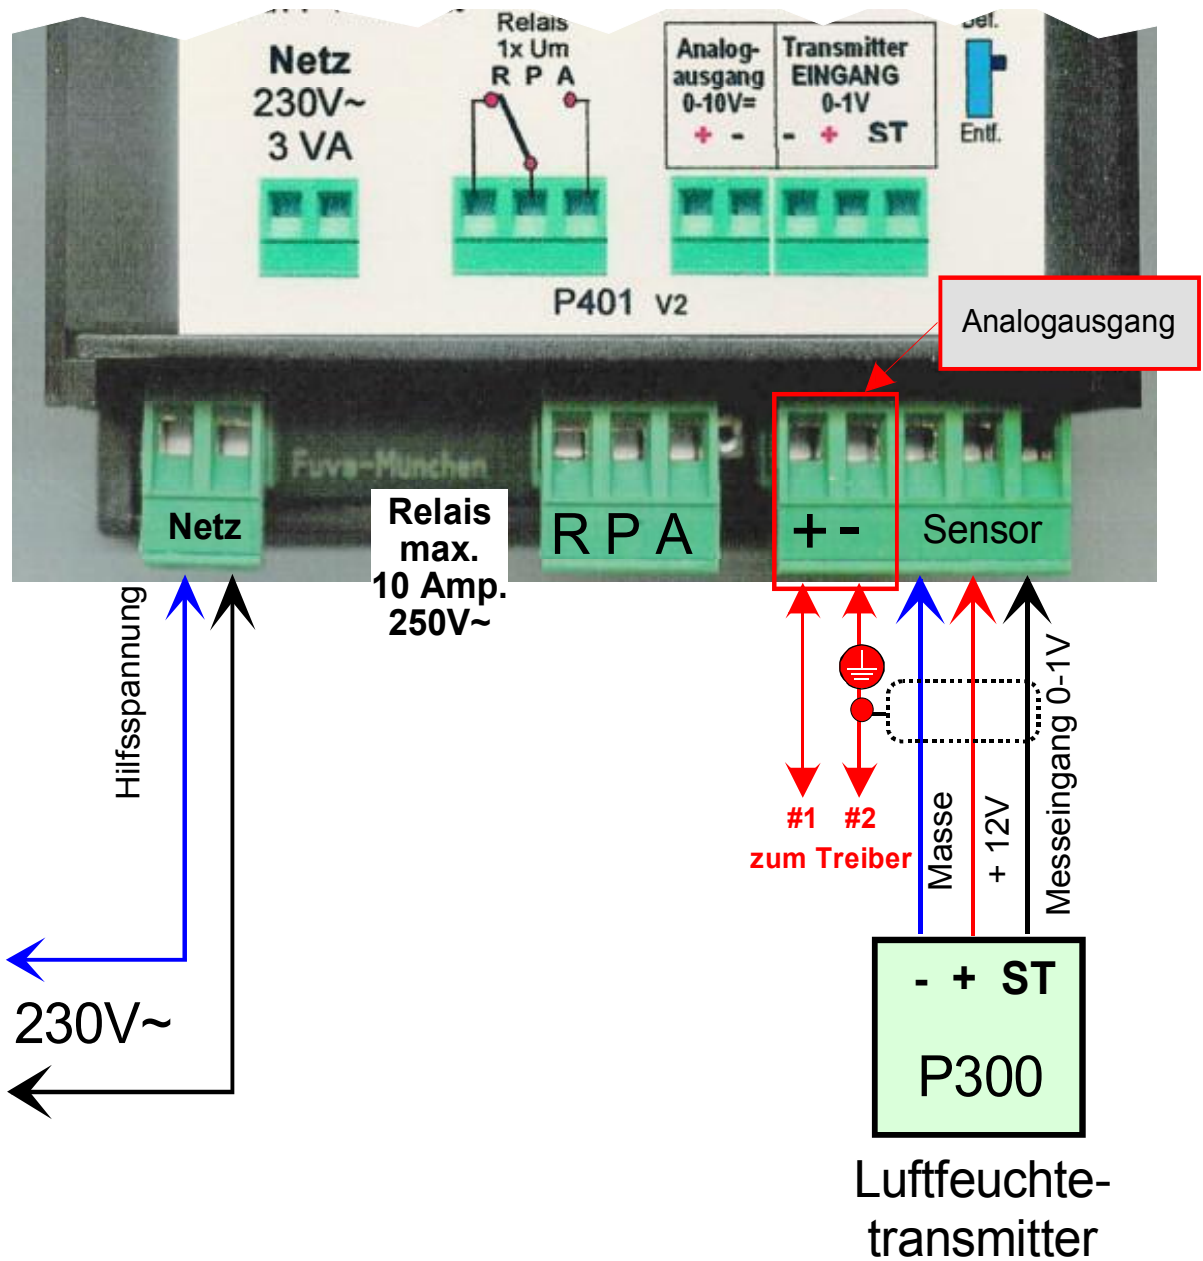 Netz
230V~
3 VA
Relais
1x Um
R P A
Analog-
ausgang
0-10V=
+ -
Transmitter
EINGANG
0-1V
- + ST
Entf.
P401 V2
Analogausgang
Fuva-München
Netz
Relais
max.
10 Amp.
250V~
R P A
+ -
Sensor
Hilfsspannung
#1 #2
zum Treiber
Masse
+ 12V
Messeingang 0-1V
230V~
- + ST
P300
Luftfeuchte-
transmitter